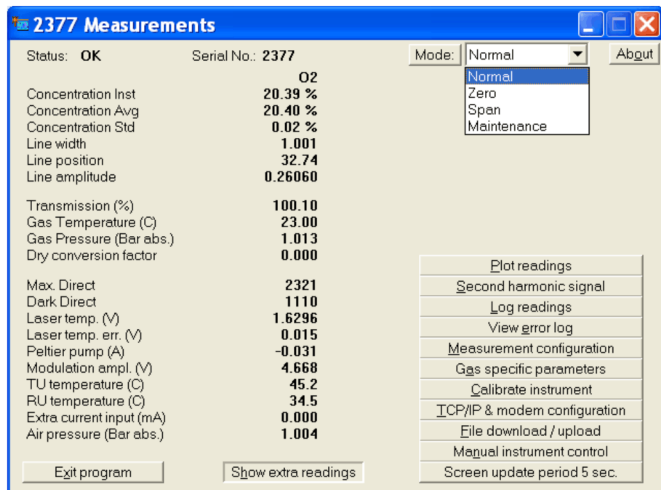 2377 Measurements
Status: OK Serial No.: 2377 Mode: Normal About
Normal
Zero
Span
Maintenance
O2
Concentration Inst 20.39 %
Concentration Avg 20.40 %
Concentration Std 0.02 %
Line width 1.001
Line position 32.74
Line amplitude 0.26060
Transmission (%) 100.10
Gas Temperature (C) 23.00
Gas Pressure (Bar abs.) 1.013
Dry conversion factor 0.000
Max. Direct 2321
Dark Direct 1110
Laser temp. (V) 1.6296
Laser temp. err. (V) 0.015
Peltier pump (A) -0.031
Modulation ampl. (V) 4.668
TU temperature (C) 45.2
RU temperature (C) 34.5
Extra current input (mA) 0.000
Air pressure (Bar abs.) 1.004
Plot readings
Second harmonic signal
Log readings
View error log
Measurement configuration
Gas specific parameters
Calibrate instrument
TCP/IP & modem configuration
File download / upload
Manual instrument control
Screen update period 5 sec.
Exit program Show extra readings